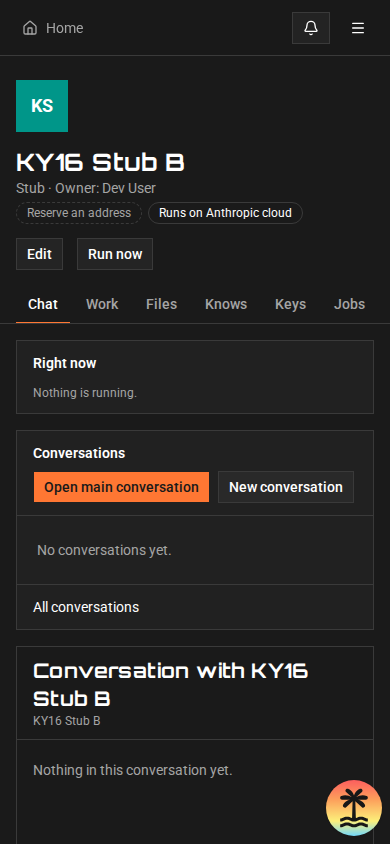 Home
KS
KY16 Stub B
Stub · Owner: Dev User
Reserve an address
Runs on Anthropic cloud
Edit
Run now
Chat
Work
Files
Knows
Keys
Jobs
Right now
Nothing is running.
Conversations
Open main conversation
New conversation
No conversations yet.
All conversations
Conversation with KY16
Stub B
KY16 Stub B
Nothing in this conversation yet.